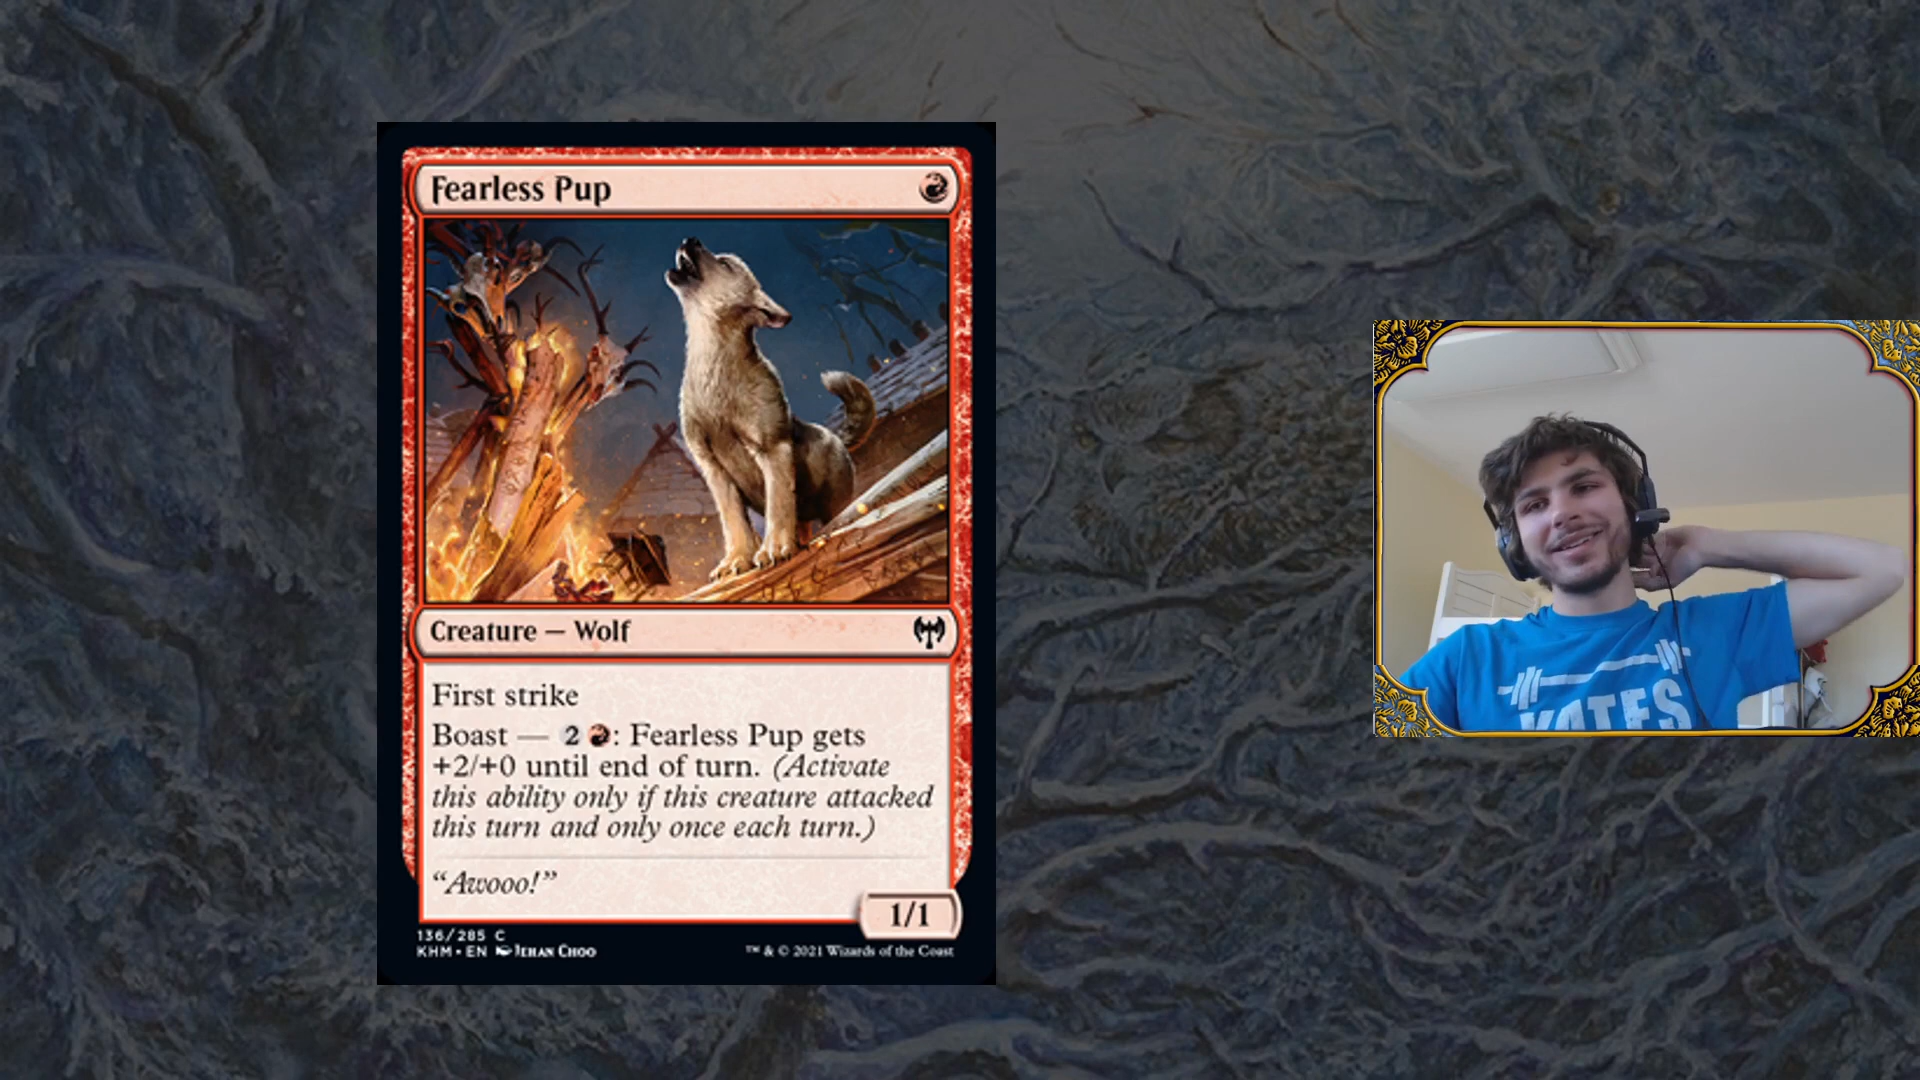 Fearless Pup
Creature — Wolf
First strike
Boast — 2 : Fearless Pup gets
+2/+0 until end of turn. (Activate
this ability only if this creature attacked
this turn and only once each turn.)
“Awooo!”
1/1
136/285 C
KHM • EN Jehan Choo
™ & © 2021 Wizards of the Coast